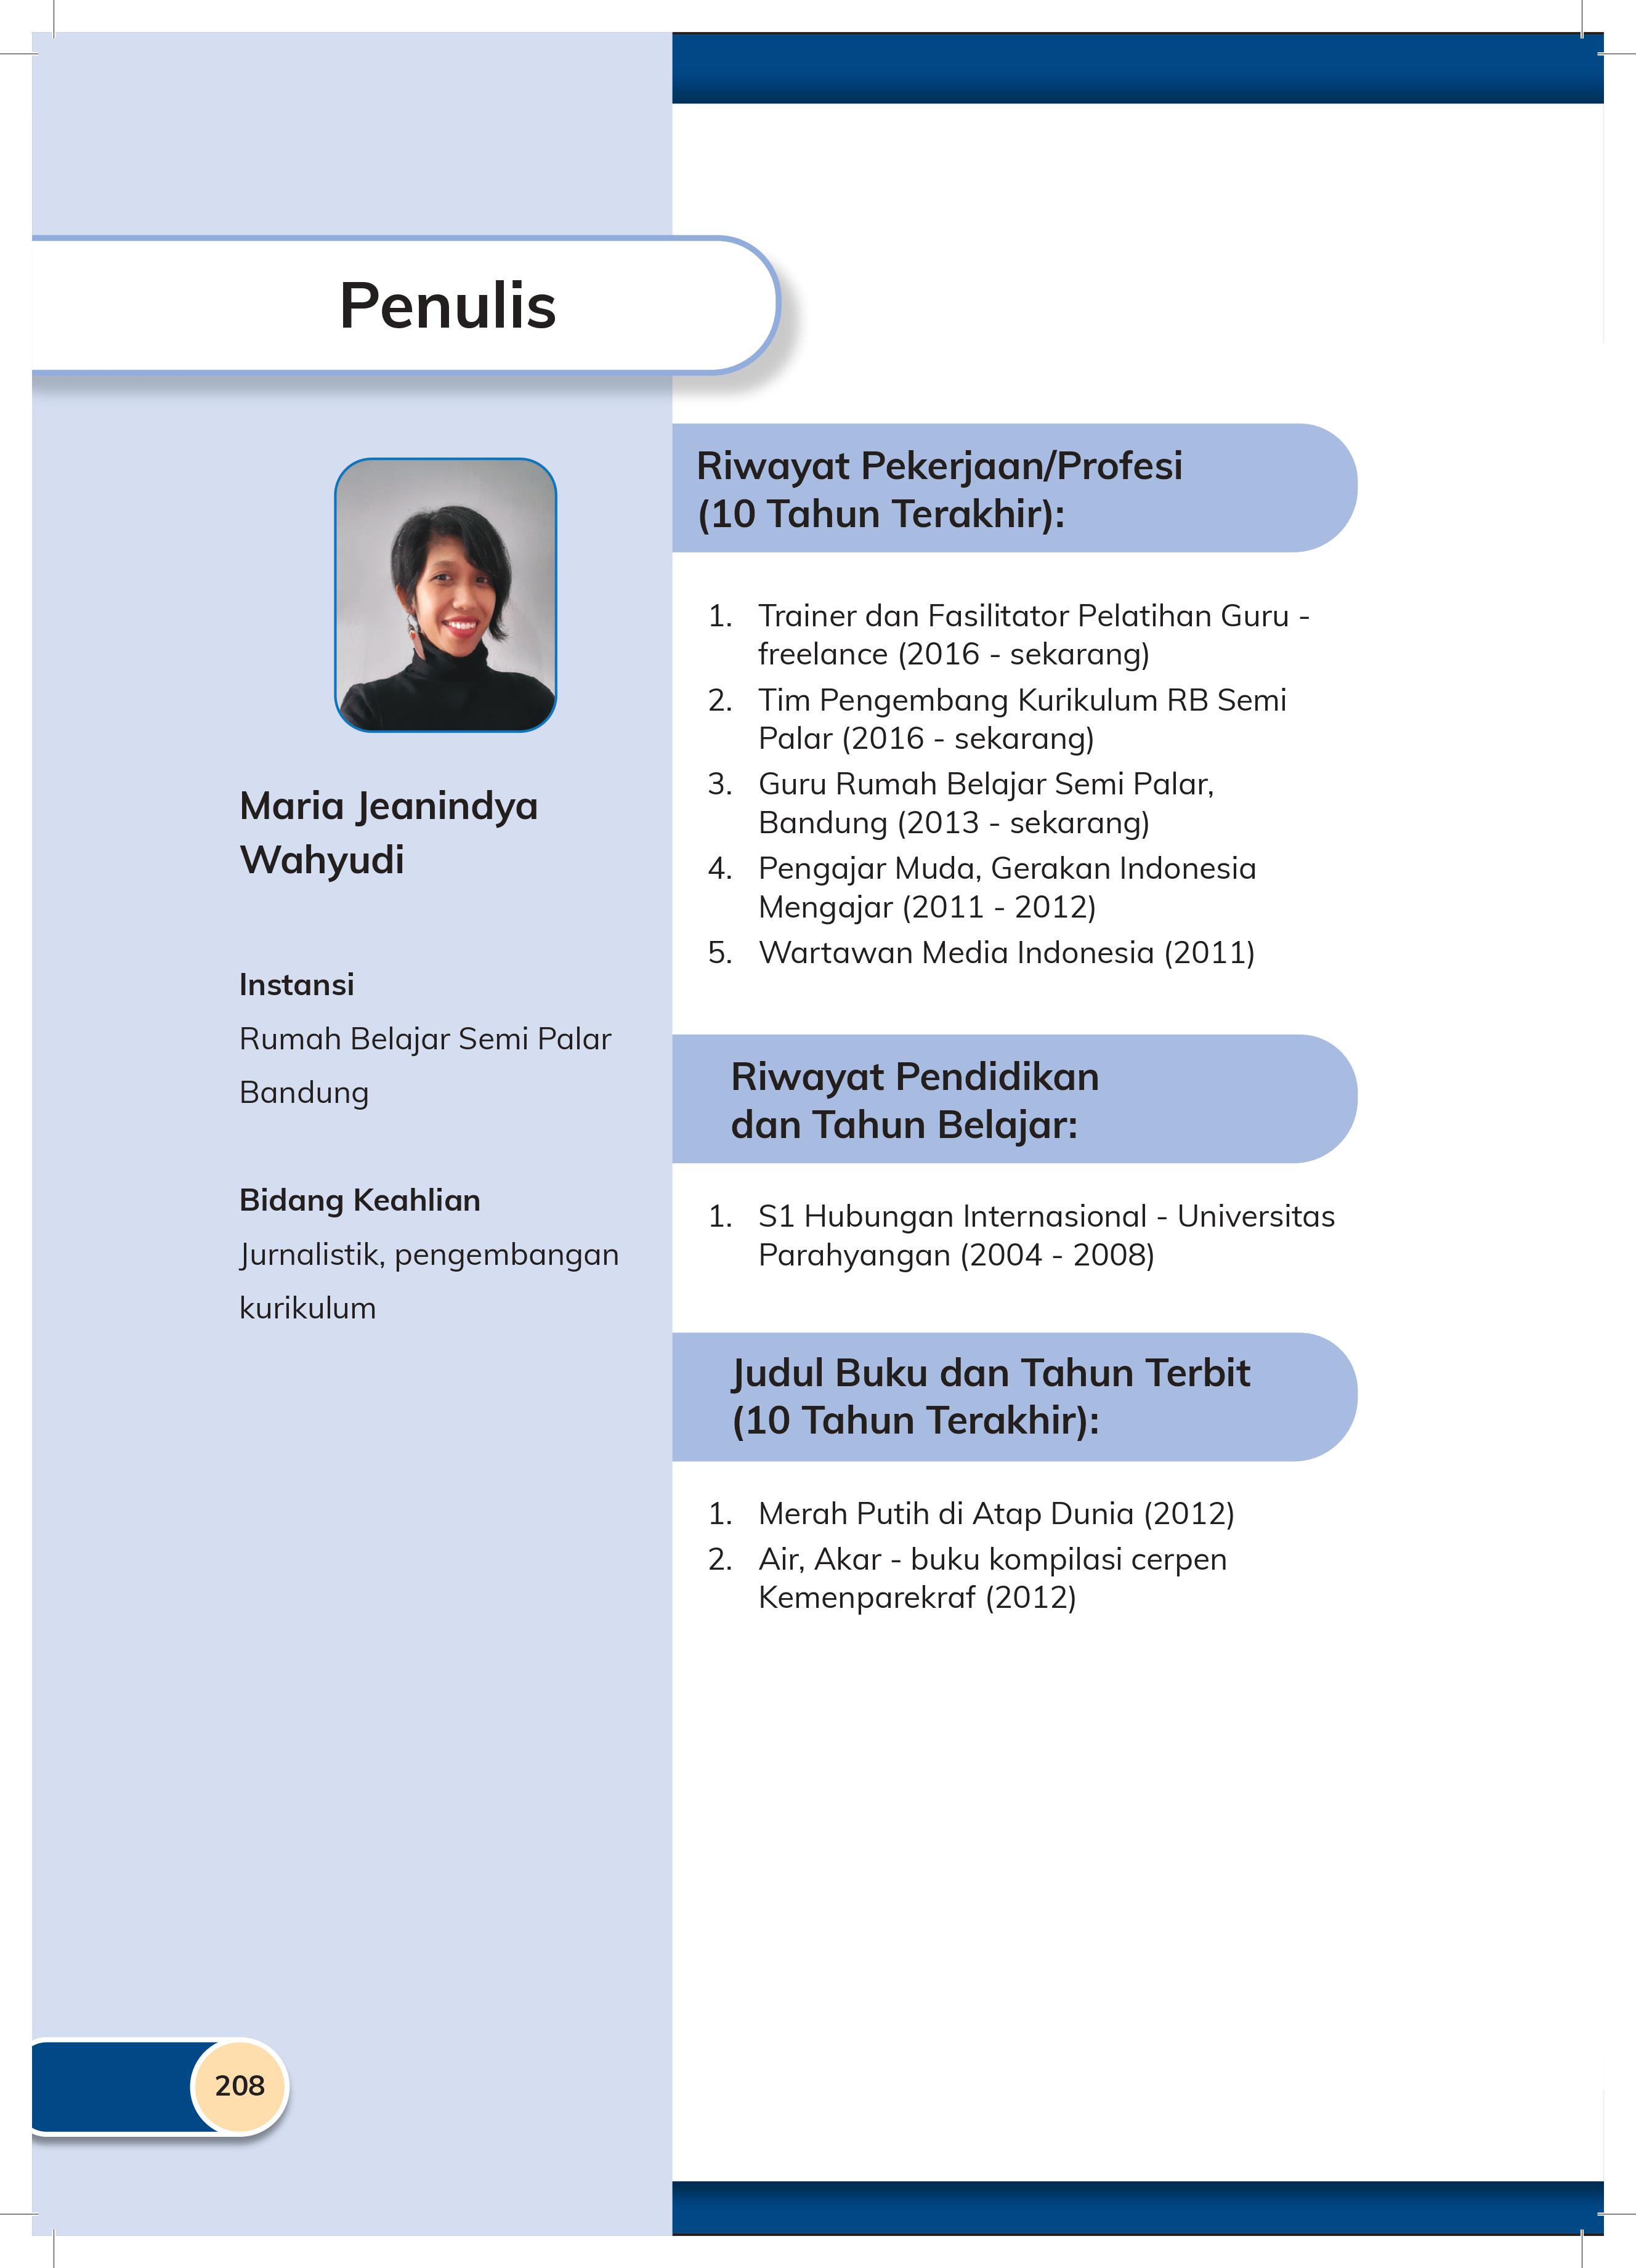 Penulis
Maria Jeanindya
Wahyudi
Instansi
Rumah Belajar Semi Palar
Bandung
Bidang Keahlian
Jurnalistik, pengembangan
kurikulum
Riwayat Pekerjaan/Profesi
(10 Tahun Terakhir):
1. Trainer dan Fasilitator Pelatihan Guru -
freelance (2016 - sekarang)
2. Tim Pengembang Kurikulum RB Semi
Palar (2016 - sekarang)
3. Guru Rumah Belajar Semi Palar,
Bandung (2013 - sekarang)
4. Pengajar Muda, Gerakan Indonesia
Mengajar (2011 - 2012)
5. Wartawan Media Indonesia (2011)
Riwayat Pendidikan
dan Tahun Belajar:
1. S1 Hubungan Internasional - Universitas
Parahyangan (2004 - 2008)
Judul Buku dan Tahun Terbit
(10 Tahun Terakhir):
1. Merah Putih di Atap Dunia (2012)
2. Air, Akar - buku kompilasi cerpen
Kemenparekraf (2012)
208